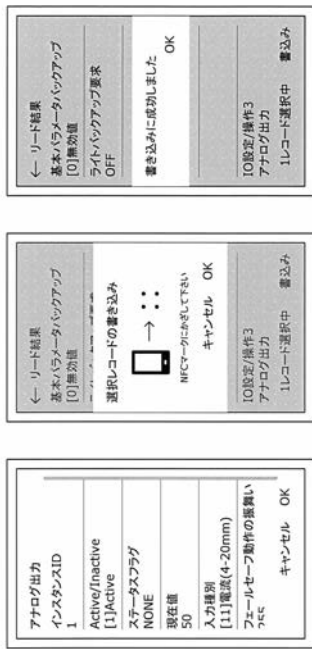 アナログ出力
インスタンスID
1
Active/Inactive
[1]Active
ステータスフラグ
NONE
現在値
50
入力種別
[11]電流(4-20mm)
フェールセーフ動作の振舞い
255
キャンセル OK
← リード結果
基本パラメータバックアップ
[0]無効値
選択レコードの書き込み
NFCマークにかざして下さい
キャンセル OK
IO設定/操作3
アナログ出力
1レコード選択中 書込み
← リード結果
基本パラメータバックアップ
[0]無効値
ライトバックアップ要求
OFF
書き込みに成功しました
OK
IO設定/操作3
アナログ出力
1レコード選択中 書込み